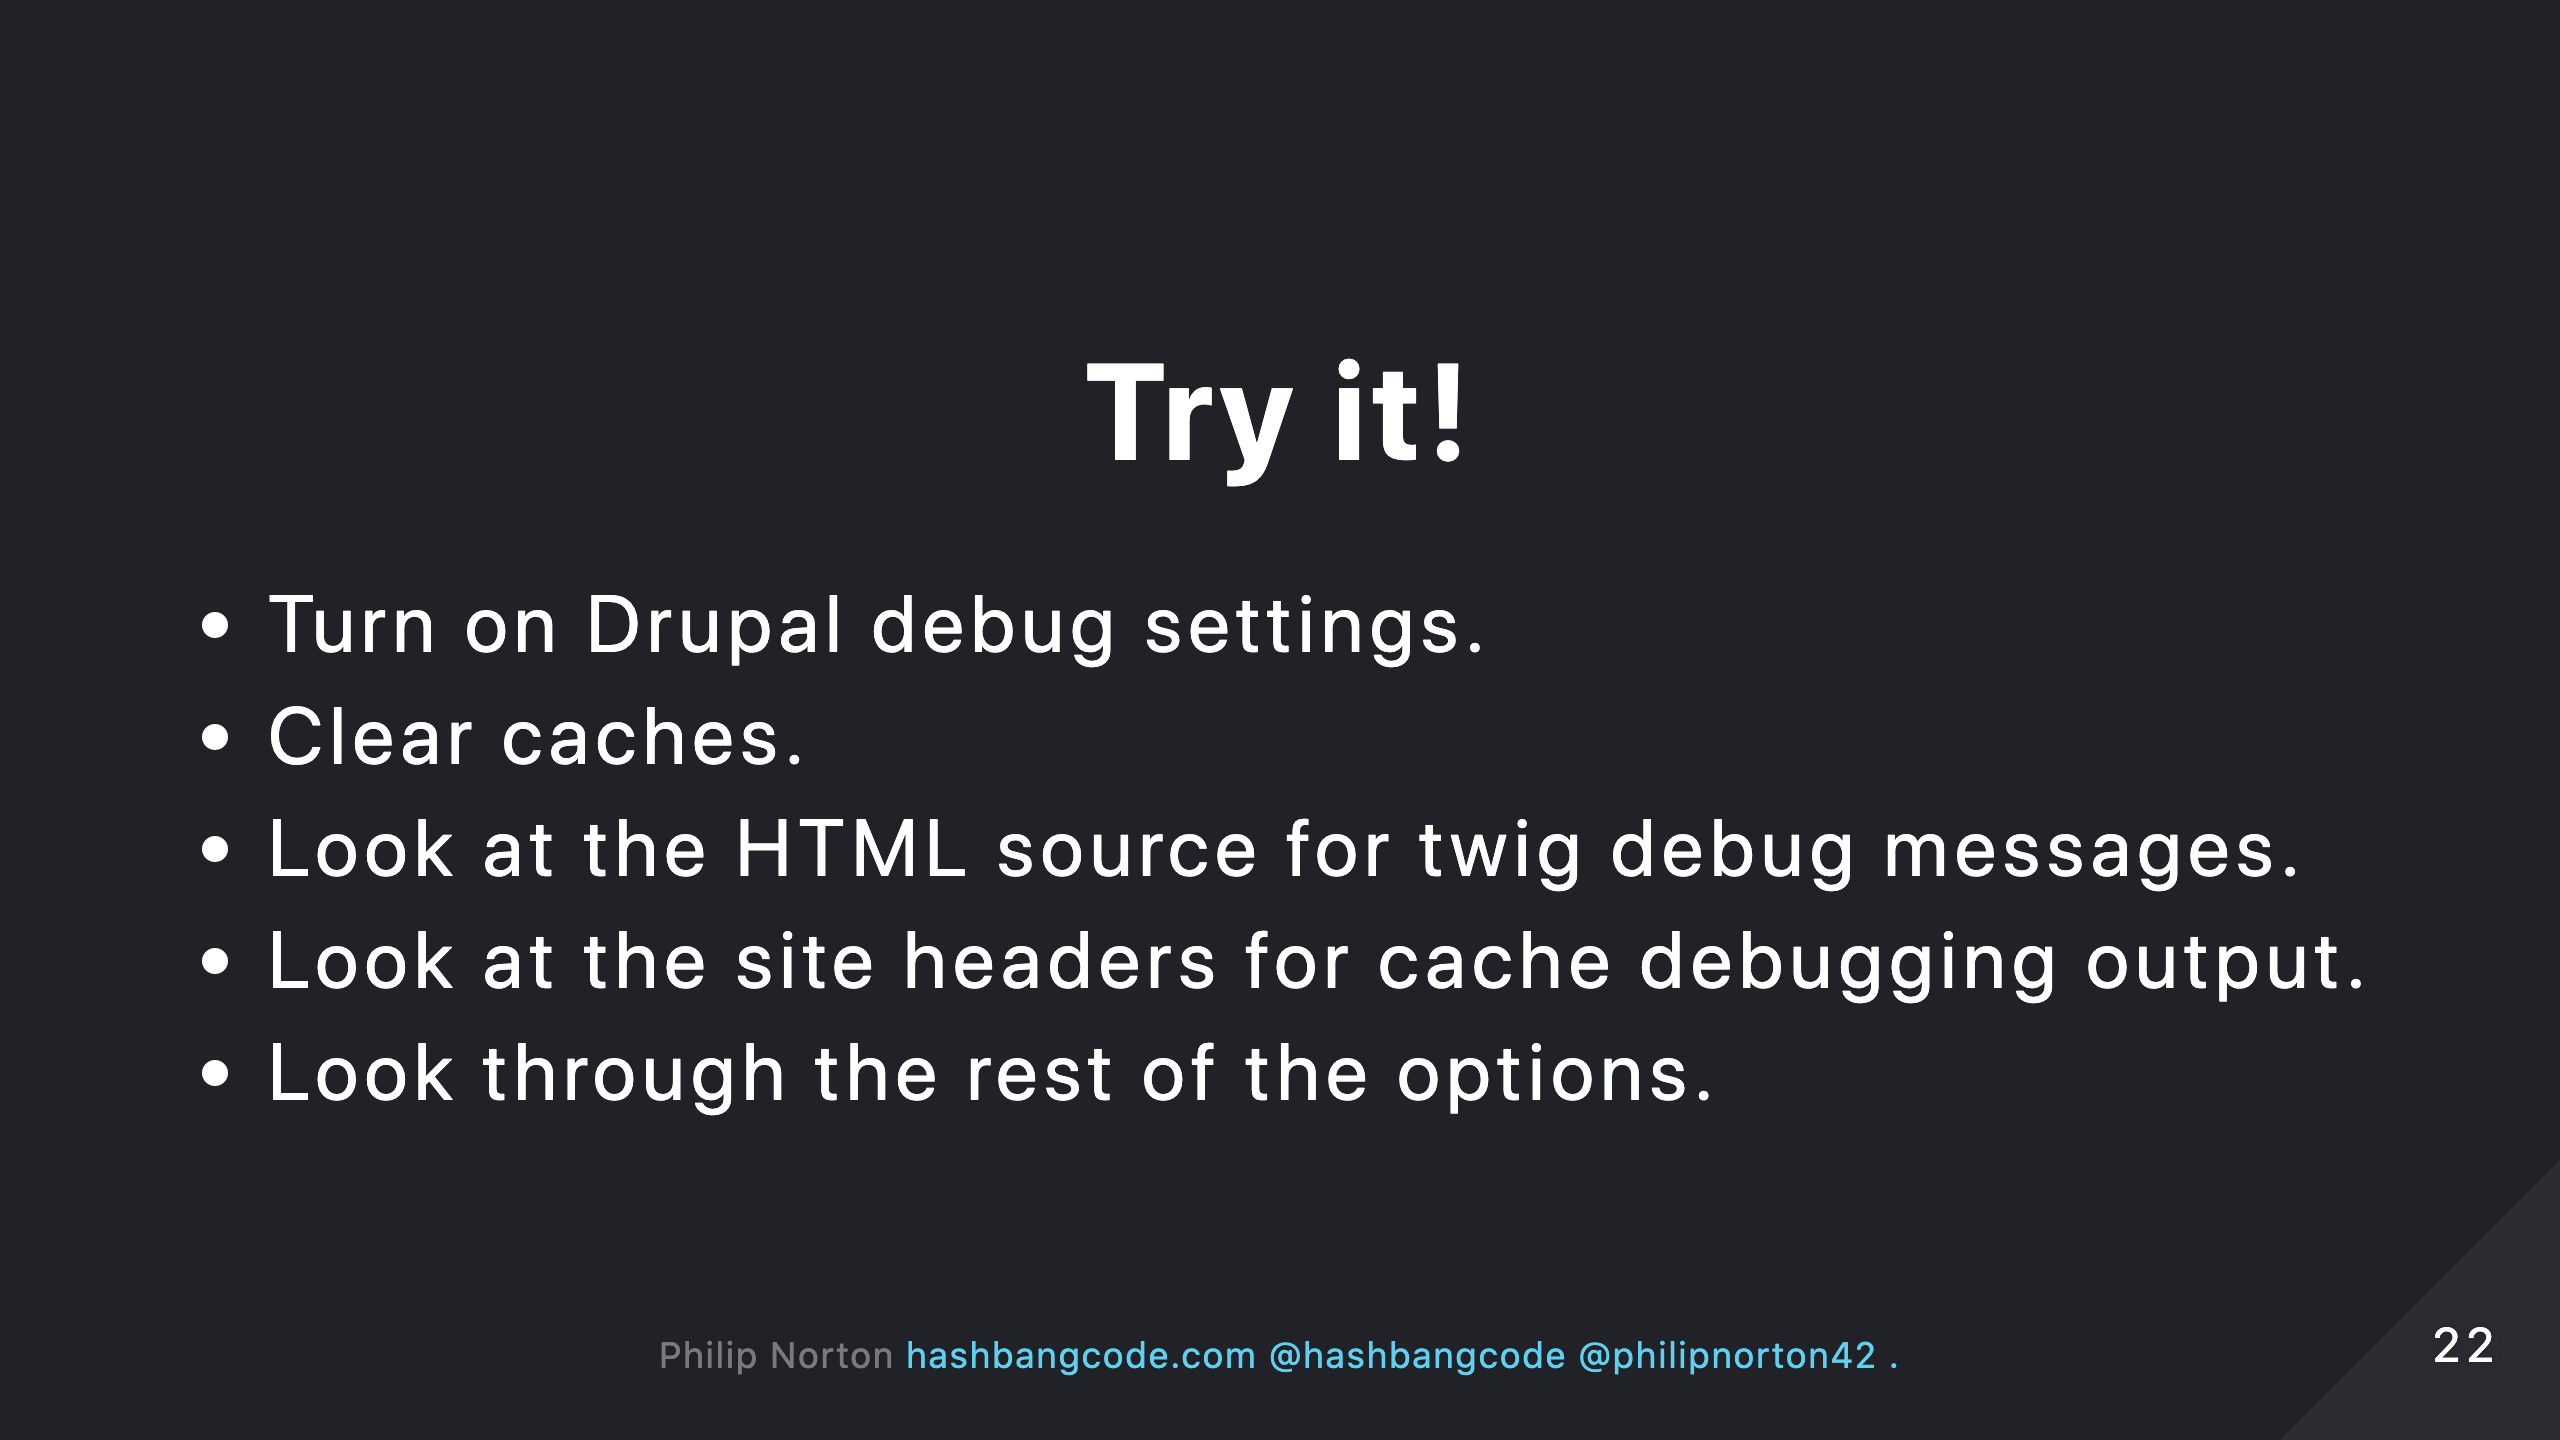 Try it!
• Turn on Drupal debug settings.
• Clear caches.
• Look at the HTML source for twig debug messages.
• Look at the site headers for cache debugging output.
• Look through the rest of the options.
Philip Norton hashbangcode.com @hashbangcode @philipnorton42 .
22